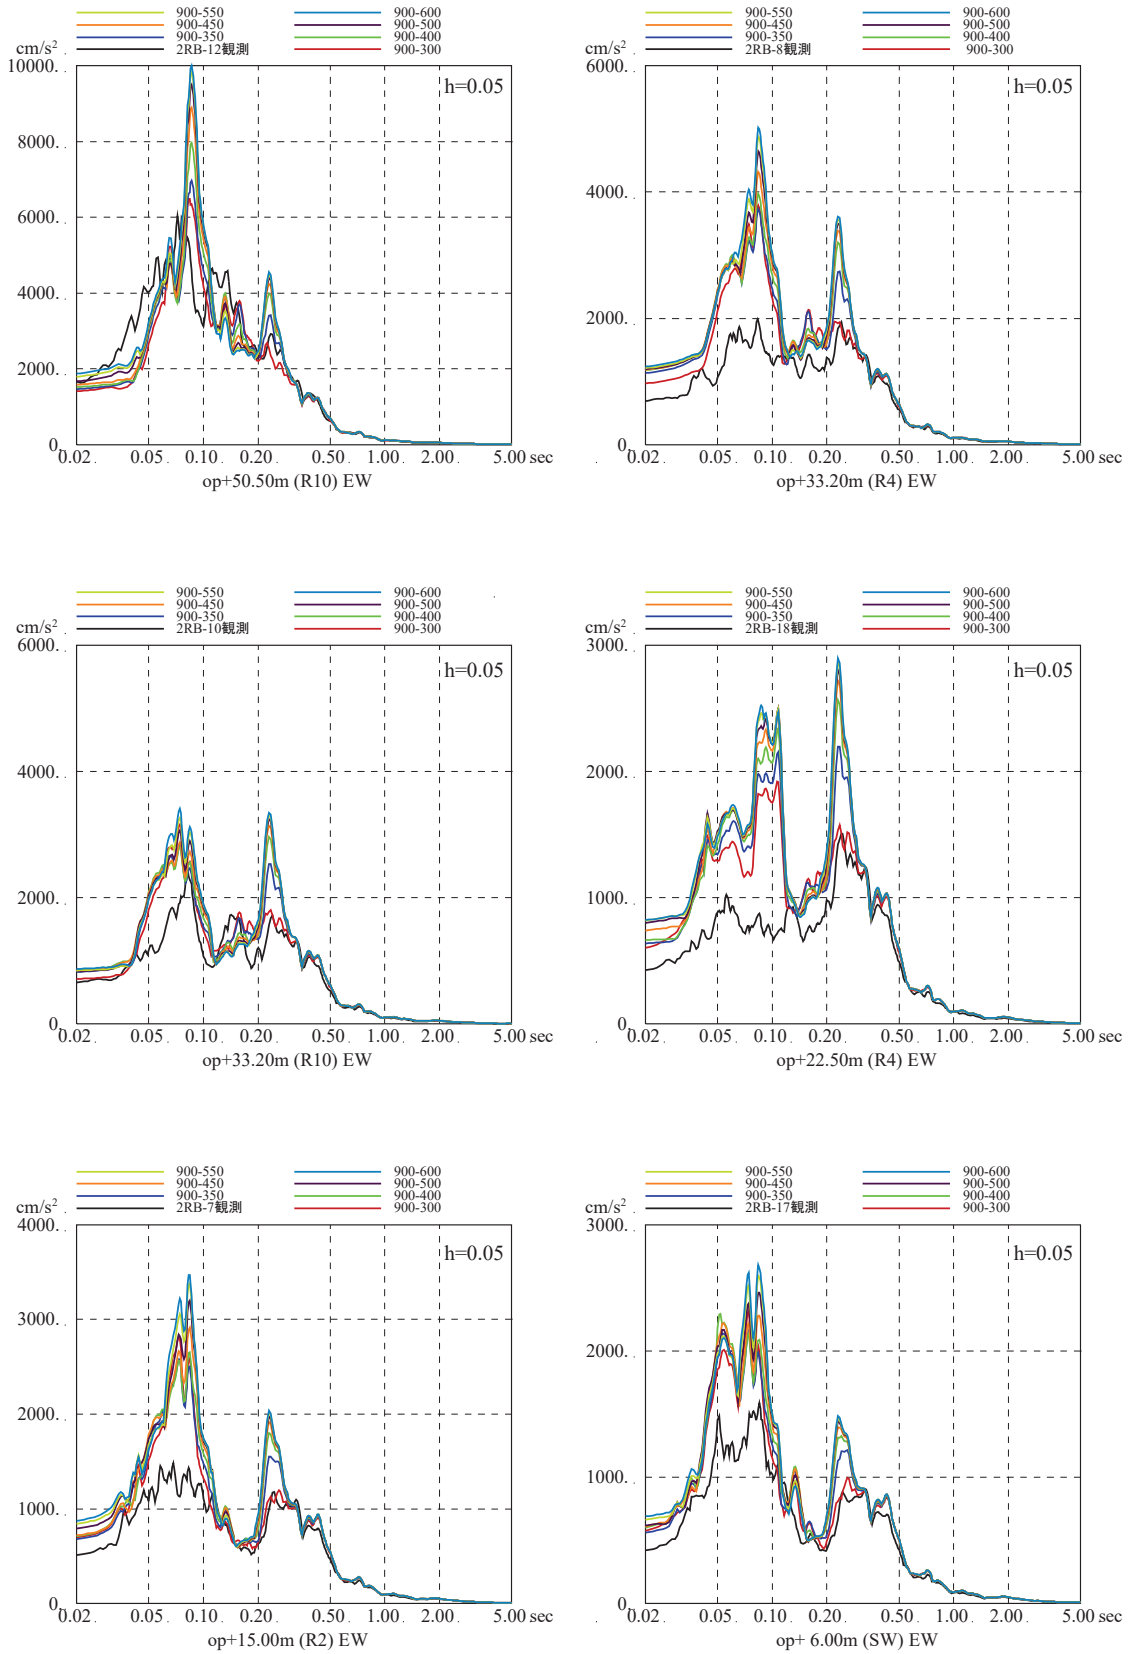 900-550 900-600
900-450 900-500
900-350 900-400
2RB-12観測 900-300
cm/s²
h=0.05
10000.
8000.
6000.
4000.
2000.
0.
0.02 0.05 0.10 0.20 0.50 1.00 2.00 5.00 sec
op+50.50m (R10) EW
900-550 900-600
900-450 900-500
900-350 900-400
2RB-8観測 900-300
cm/s²
h=0.05
6000.
4000.
2000.
0.
0.02 0.05 0.10 0.20 0.50 1.00 2.00 5.00 sec
op+33.20m (R4) EW
900-550 900-600
900-450 900-500
900-350 900-400
2RB-10観測 900-300
cm/s²
h=0.05
6000.
4000.
2000.
0.
0.02 0.05 0.10 0.20 0.50 1.00 2.00 5.00 sec
op+33.20m (R10) EW
900-550 900-600
900-450 900-500
900-350 900-400
2RB-18観測 900-300
cm/s²
h=0.05
3000.
2000.
1000.
0.
0.02 0.05 0.10 0.20 0.50 1.00 2.00 5.00 sec
op+22.50m (R4) EW
900-550 900-600
900-450 900-500
900-350 900-400
2RB-7観測 900-300
cm/s²
h=0.05
4000.
3000.
2000.
1000.
0.
0.02 0.05 0.10 0.20 0.50 1.00 2.00 5.00 sec
op+15.00m (R2) EW
900-550 900-600
900-450 900-500
900-350 900-400
2RB-17観測 900-300
cm/s²
h=0.05
3000.
2000.
1000.
0.
0.02 0.05 0.10 0.20 0.50 1.00 2.00 5.00 sec
op+ 6.00m (SW) EW